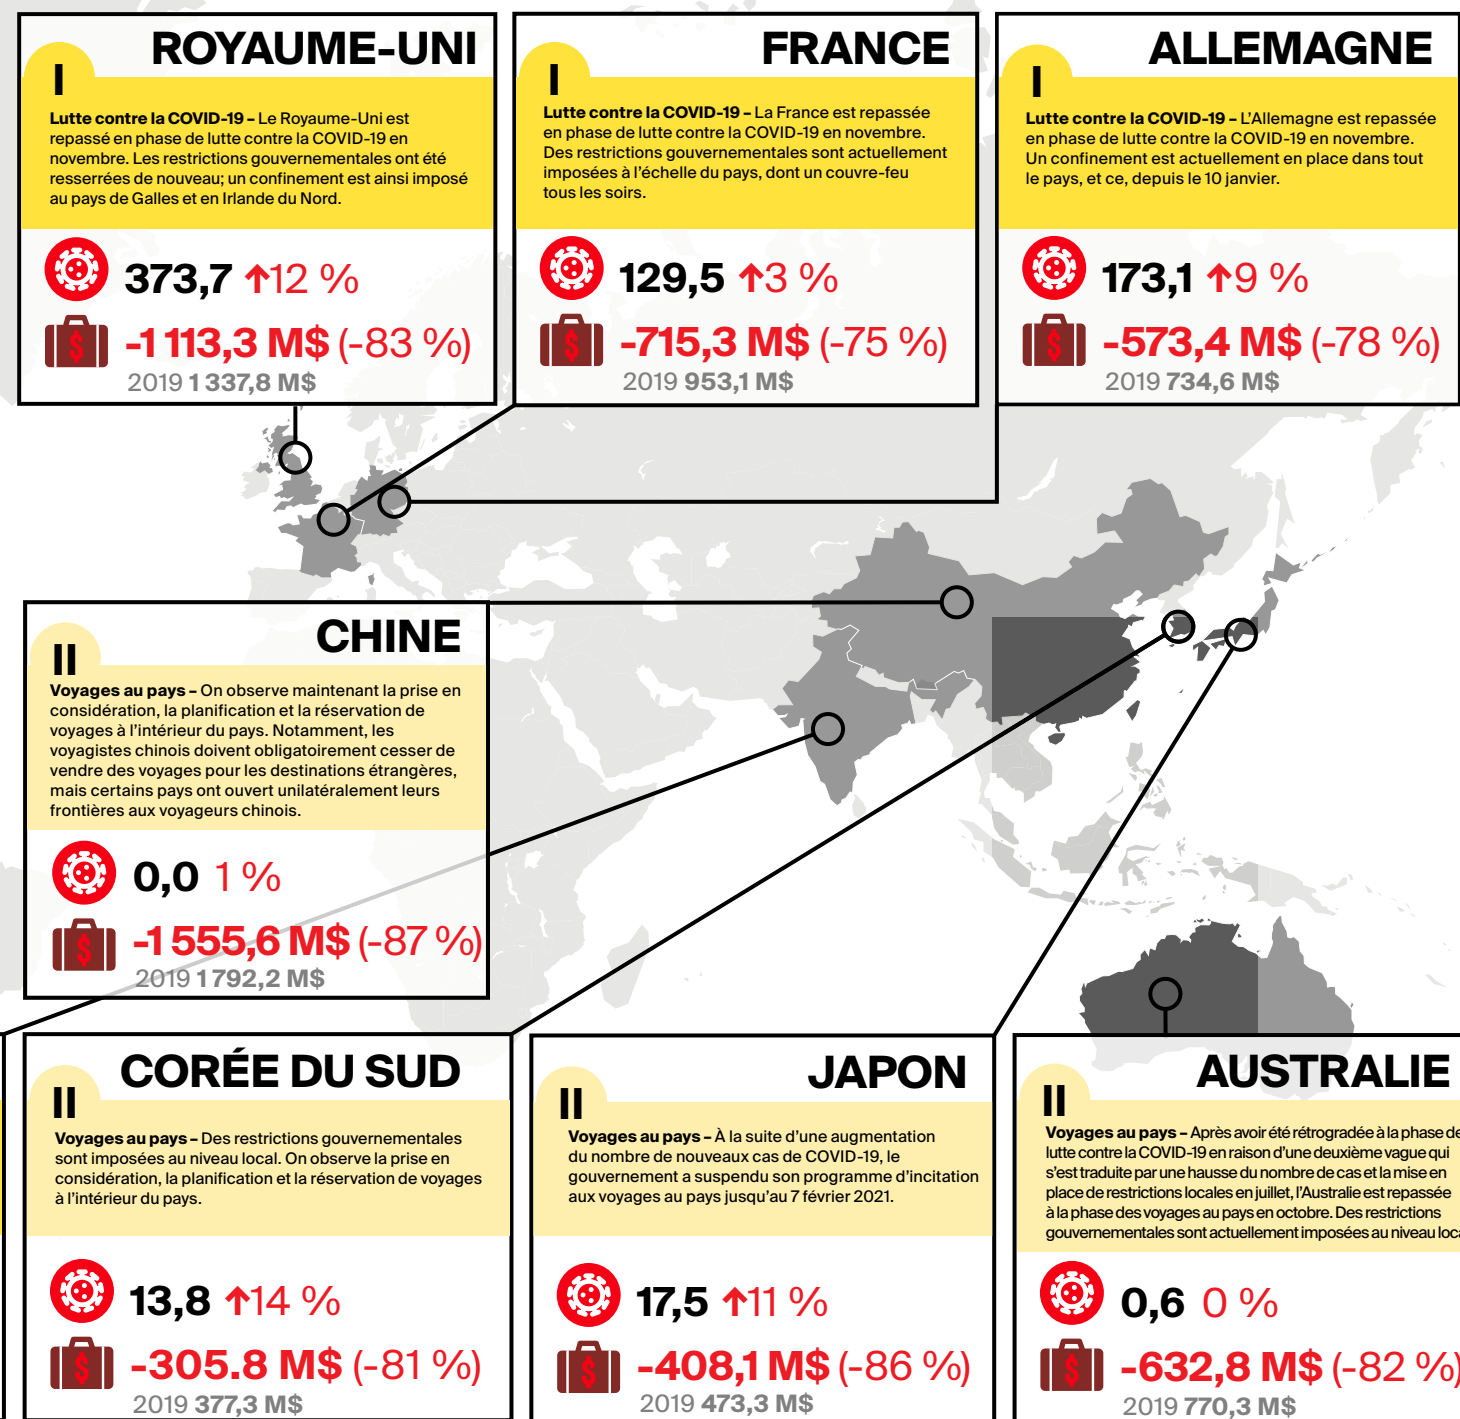 ROYAUME-UNI
I
Lutte contre la COVID-19 – Le Royaume-Uni est
repassé en phase de lutte contre la COVID-19 en
novembre. Les restrictions gouvernementales ont été
resserrées de nouveau; un confinement est ainsi imposé
au pays de Galles et en Irlande du Nord.
373,7 ↑12 %
$ -1 113,3 M$ (-83 %)
2019 1 337,8 M$
FRANCE
I
Lutte contre la COVID-19 – La France est repassée
en phase de lutte contre la COVID-19 en novembre.
Des restrictions gouvernementales sont actuellement
imposées à l’échelle du pays, dont un couvre-feu
tous les soirs.
129,5 ↑3 %
$ -715,3 M$ (-75 %)
2019 953,1 M$
ALLEMAGNE
I
Lutte contre la COVID-19 – L’Allemagne est repassée
en phase de lutte contre la COVID-19 en novembre.
Un confinement est actuellement en place dans tout
le pays, et ce, depuis le 10 janvier.
173,1 ↑9 %
$ -573,4 M$ (-78 %)
2019 734,6 M$
CHINE
II
Voyages au pays – On observe maintenant la prise en
considération, la planification et la réservation de
voyages à l’intérieur du pays. Notamment, les
voyagistes chinois doivent obligatoirement cesser de
vendre des voyages pour les destinations étrangères,
mais certains pays ont ouvert unilatéralement leurs
frontières aux voyageurs chinois.
0,0 1 %
$ -1 555,6 M$ (-87 %)
2019 1 792,2 M$
CORÉE DU SUD
II
Voyages au pays – Des restrictions gouvernementales
sont imposées au niveau local. On observe la prise en
considération, la planification et la réservation de voyages
à l’intérieur du pays.
13,8 ↑14 %
$ -305.8 M$ (-81 %)
2019 377,3 M$
JAPON
II
Voyages au pays – À la suite d’une augmentation
du nombre de nouveaux cas de COVID-19, le
gouvernement a suspendu son programme d’incitation
aux voyages au pays jusqu’au 7 février 2021.
17,5 ↑11 %
$ -408,1 M$ (-86 %)
2019 473,3 M$
AUSTRALIE
II
Voyages au pays – Après avoir été rétrogradée à la phase de
lutte contre la COVID-19 en raison d’une deuxième vague qui
s’est traduite par une hausse du nombre de cas et la mise en
place de restrictions locales en juillet, l’Australie est repassée
à la phase des voyages au pays en octobre. Des restrictions
gouvernementales sont actuellement imposées au niveau loca
0,6 0 %
$ -632,8 M$ (-82 %)
2019 770,3 M$